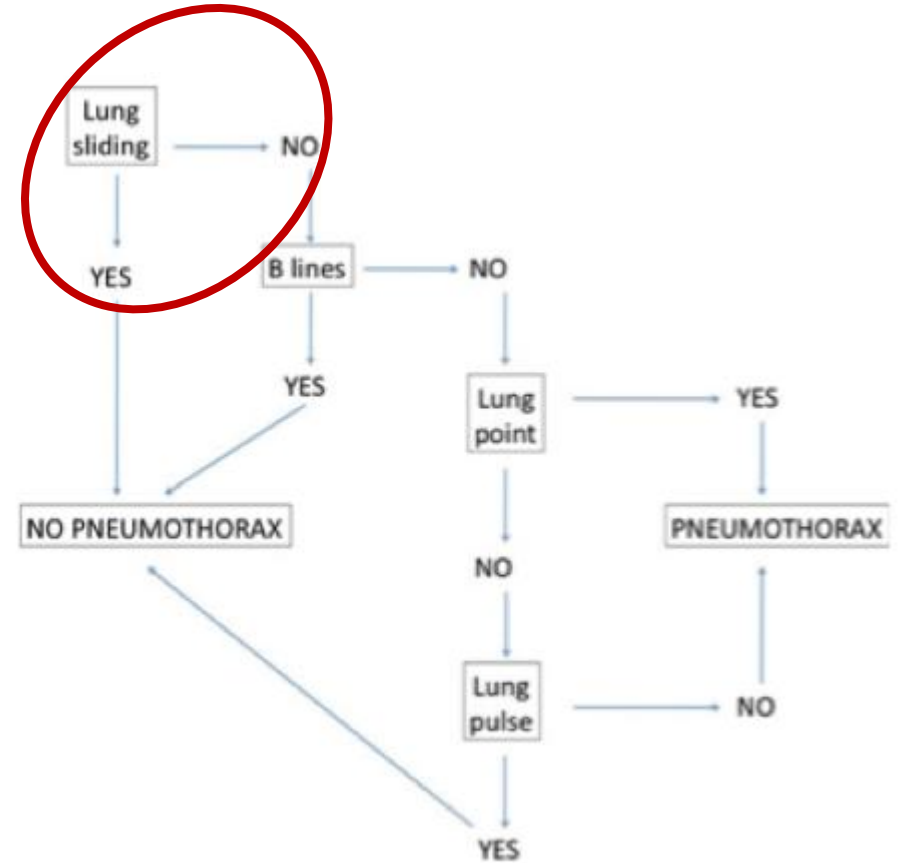 Lung
sliding
NO
YES
B lines
NO
YES
Lung
point
YES
NO PNEUMOTHORAX
PNEUMOTHORAX
NO
Lung
pulse
NO
YES